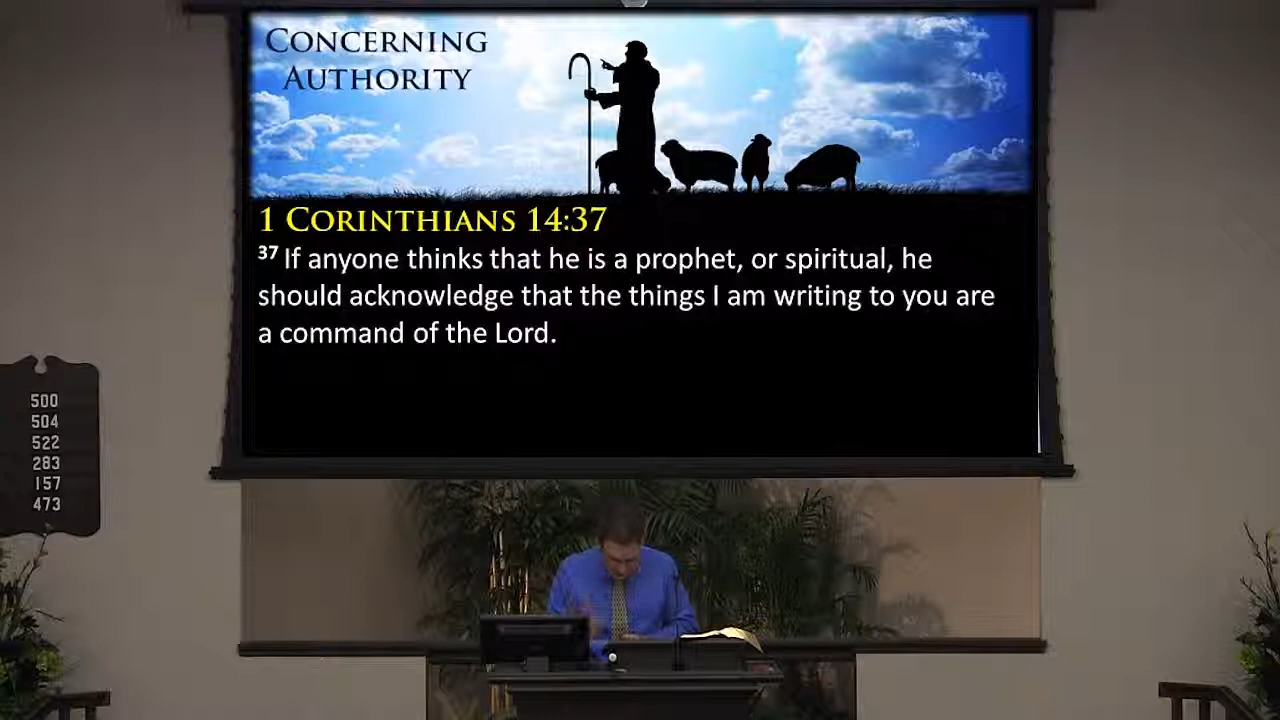 CONCERNING
AUTHORITY
1 CORINTHIANS 14:37
37 If anyone thinks that he is a prophet, or spiritual, he
should acknowledge that the things I am writing to you are
a command of the Lord.
500
504
522
283
157
473